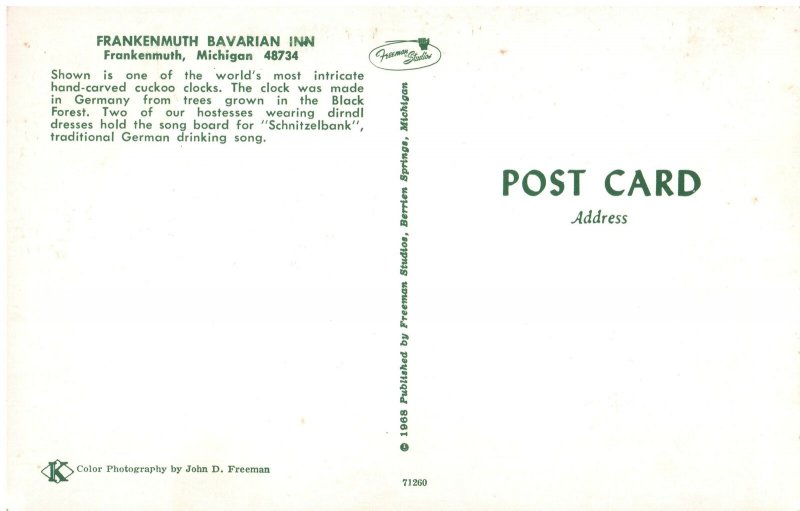 FRANKENMUTH BAVARIAN INN
Frankenmuth, Michigan 48734
Shown is one of the world's most intricate
hand-carved cuckoo clocks. The clock was made
in Germany from trees grown in the Black
Forest. Two of our hostesses wearing dirndl
dresses hold the song board for "Schnitzelbank",
traditional German drinking song.
K Color Photography by John D. Freeman
Freeman
Studios
© 1968 Published by Freeman Studios, Berrien Springs, Michigan
71260
POST CARD
Address